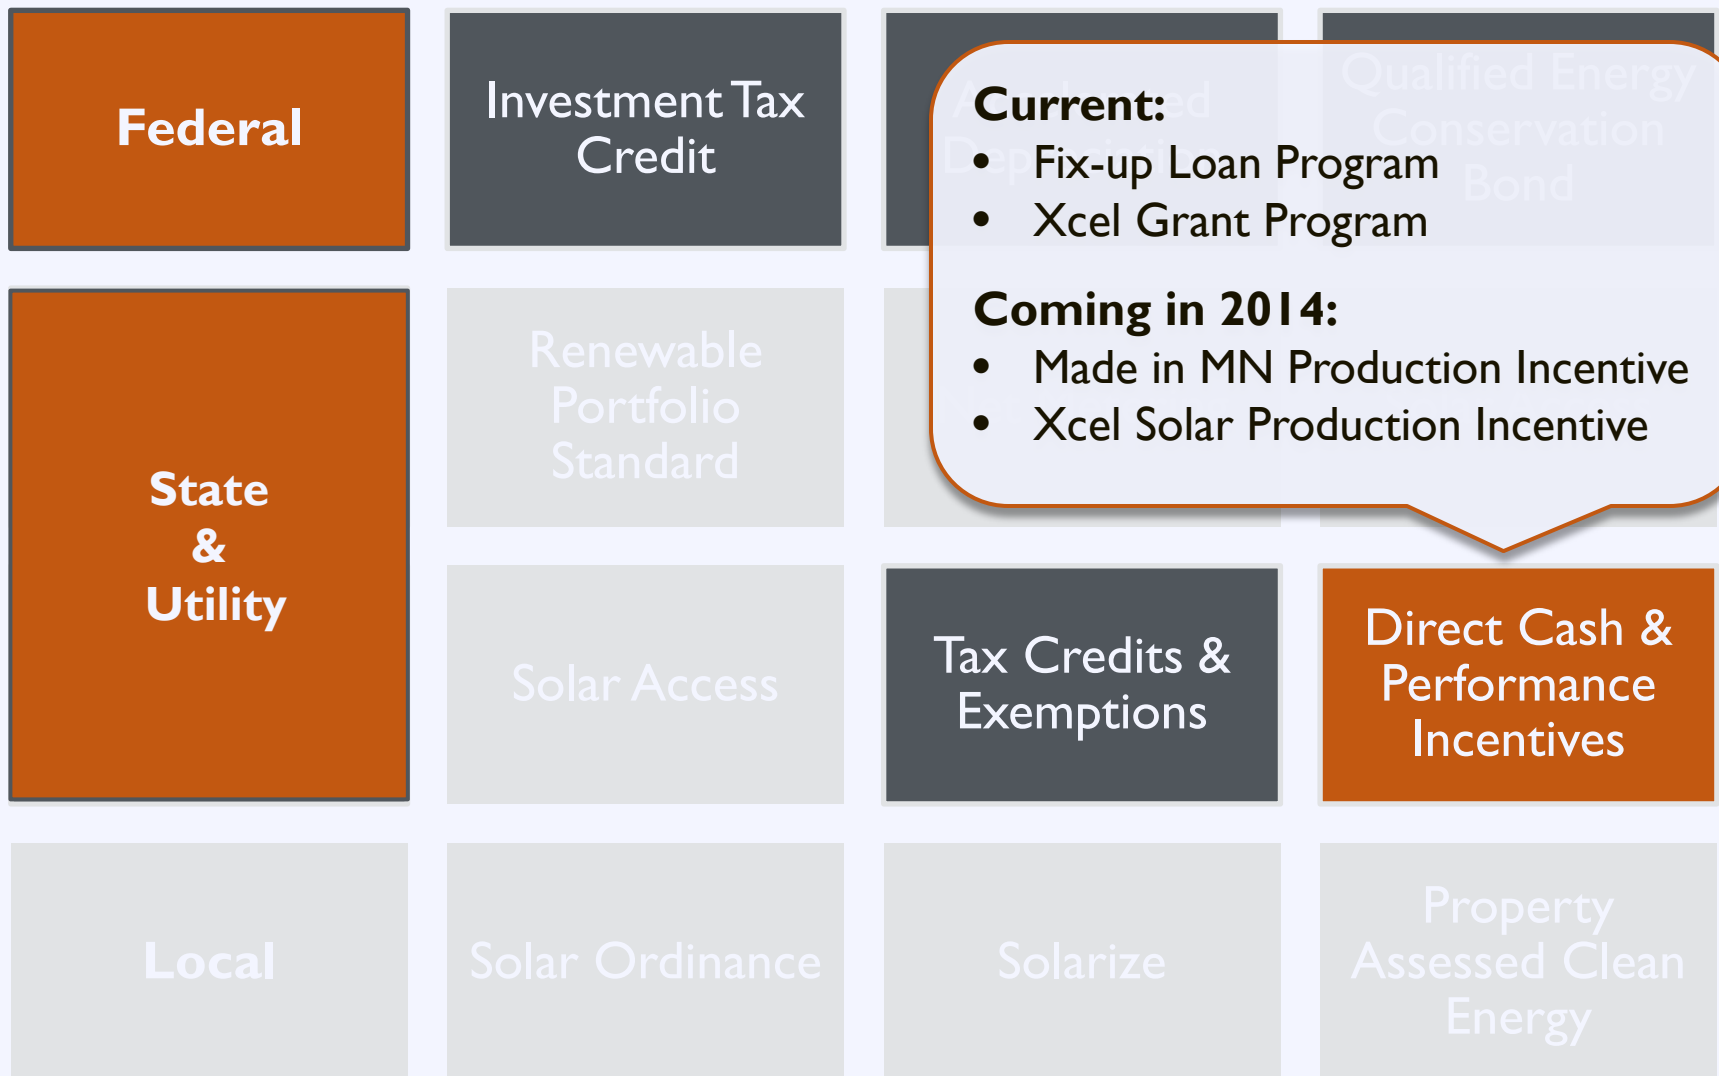 Federal
Investment Tax
Credit
Depreciation
Qualified Energy
Conservation
Bond
Current:
• Fix-up Loan Program
• Xcel Grant Program
Coming in 2014:
• Made in MN Production Incentive
• Xcel Solar Production Incentive
State
&
Utility
Renewable
Portfolio
Standard
Solar Access
Tax Credits &
Exemptions
Direct Cash &
Performance
Incentives
Local
Solar Ordinance
Solarize
Property
Assessed Clean
Energy